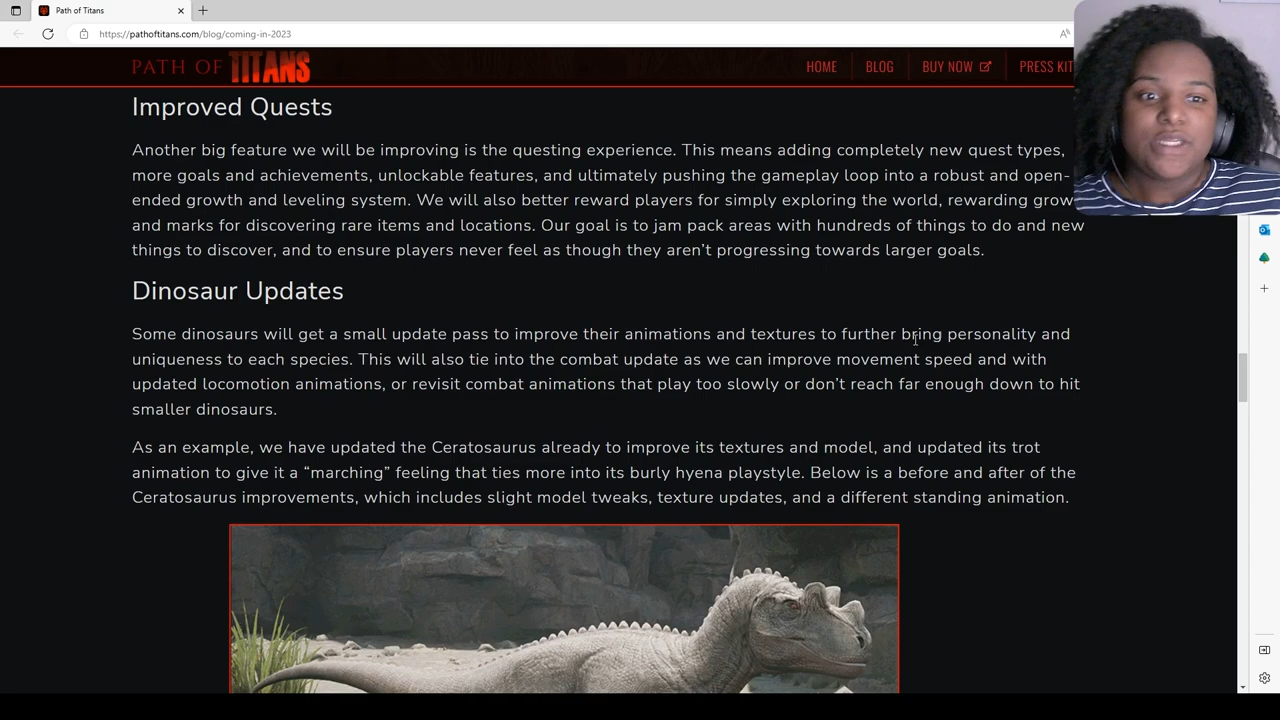 Path of Titans
https://pathoftitans.com/blog/coming-in-2023
PATH OF TITANS
HOME
BLOG
BUY NOW
PRESS KIT
Improved Quests
Another big feature we will be improving is the questing experience. This means adding completely new quest types,
more goals and achievements, unlockable features, and ultimately pushing the gameplay loop into a robust and open-
ended growth and leveling system. We will also better reward players for simply exploring the world, rewarding grow
and marks for discovering rare items and locations. Our goal is to jam pack areas with hundreds of things to do and new
things to discover, and to ensure players never feel as though they aren't progressing towards larger goals.
Dinosaur Updates
Some dinosaurs will get a small update pass to improve their animations and textures to further bring personality and
uniqueness to each species. This will also tie into the combat update as we can improve movement speed and with
updated locomotion animations, or revisit combat animations that play too slowly or don't reach far enough down to hit
smaller dinosaurs.
As an example, we have updated the Ceratosaurus already to improve its textures and model, and updated its trot
animation to give it a “marching” feeling that ties more into its burly hyena playstyle. Below is a before and after of the
Ceratosaurus improvements, which includes slight model tweaks, texture updates, and a different standing animation.